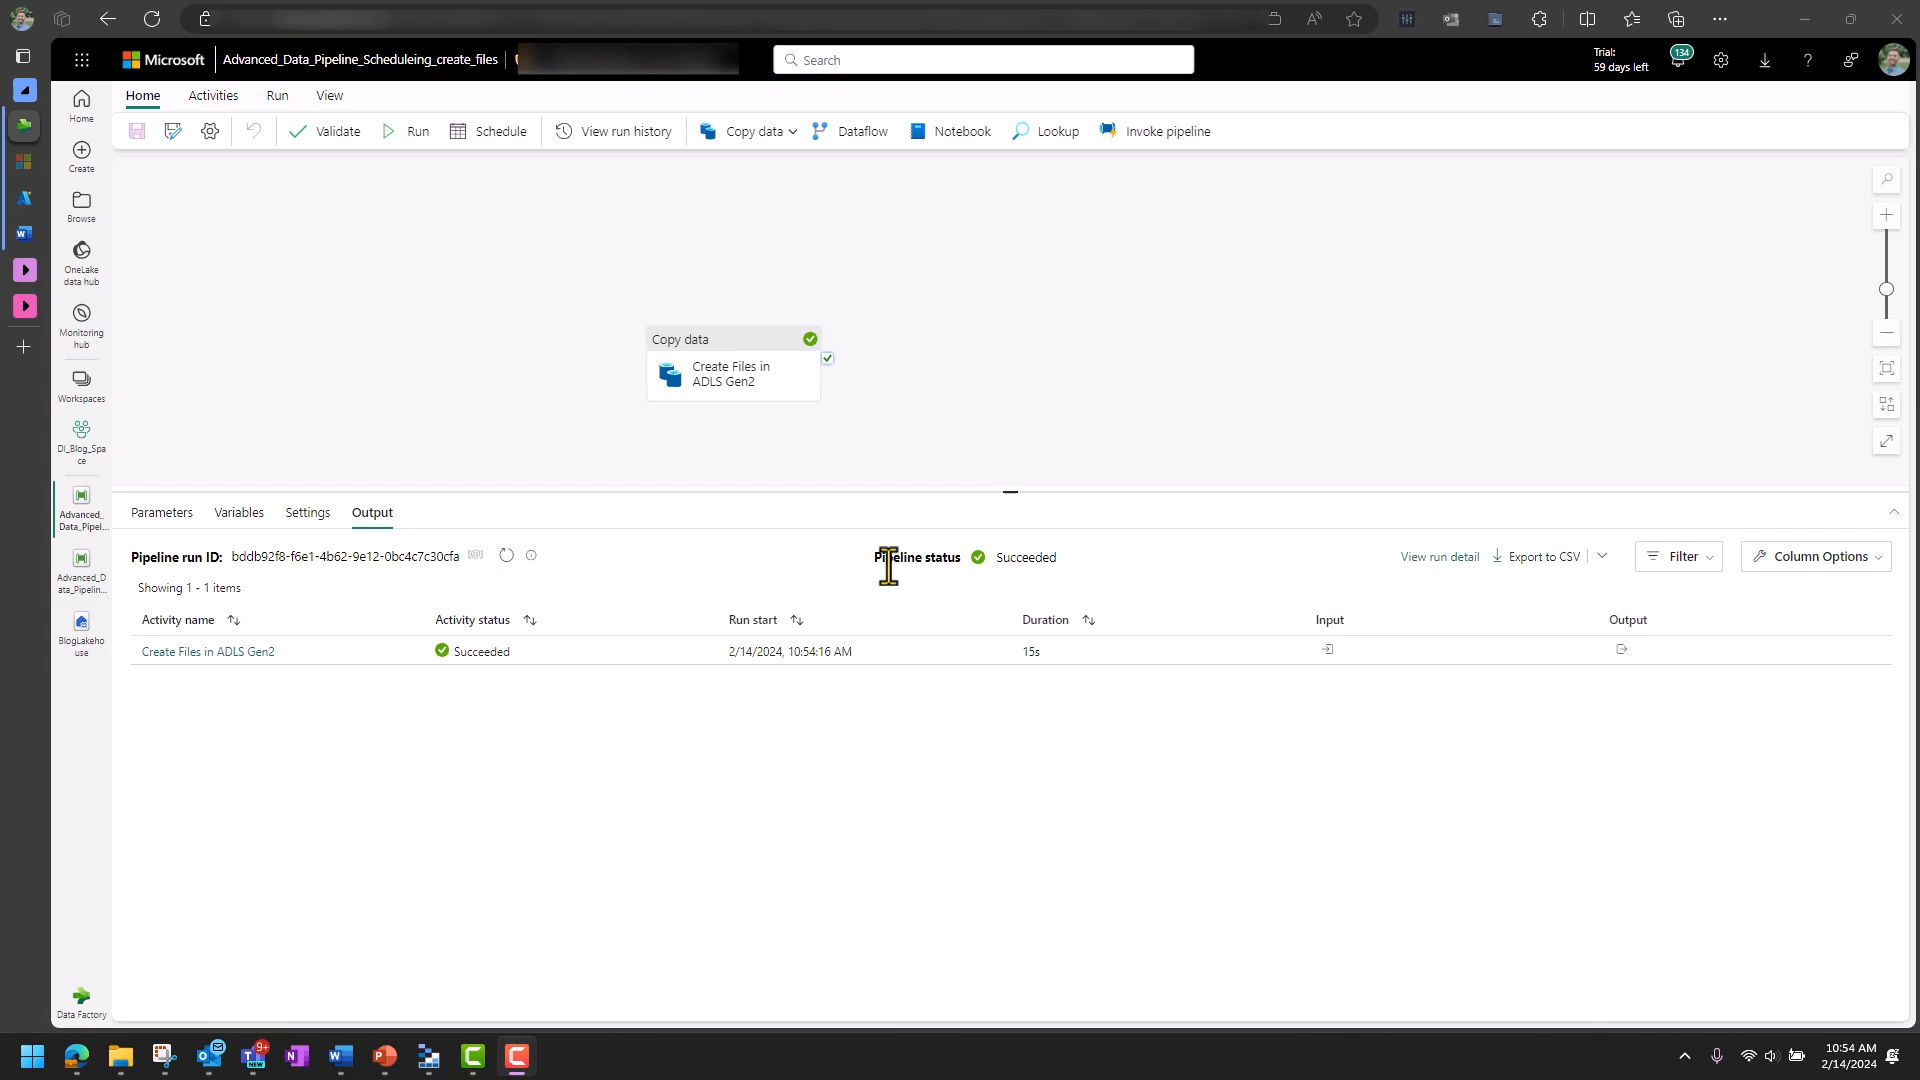 Microsoft
Advanced_Data_Pipeline_Scheduleing_create_files
Search
Trial:
59 days left
134
Home
Activities
Run
View
Validate
Run
Schedule
View run history
Copy data
Dataflow
Notebook
Lookup
Invoke pipeline
Home
Create
Browse
OneLake
data hub
Monitoring
hub
Workspaces
DI_Blog_Spa
ce
Advanced_
Data_Pipel...
Advanced_D
ata_Pipelin...
BlogLakeho
use
Data Factory
Copy data
Create Files in
ADLS Gen2
Parameters
Variables
Settings
Output
Pipeline run ID: bddb92f8-f6e1-4b62-9e12-0bc4c7c30cfa
Pipeline status
Succeeded
View run detail
Export to CSV
Filter
Column Options
Showing 1 - 1 items
Activity name
Activity status
Run start
Duration
Input
Output
Create Files in ADLS Gen2
Succeeded
2/14/2024, 10:54:16 AM
15s
9+
NEW
10:54 AM
2/14/2024